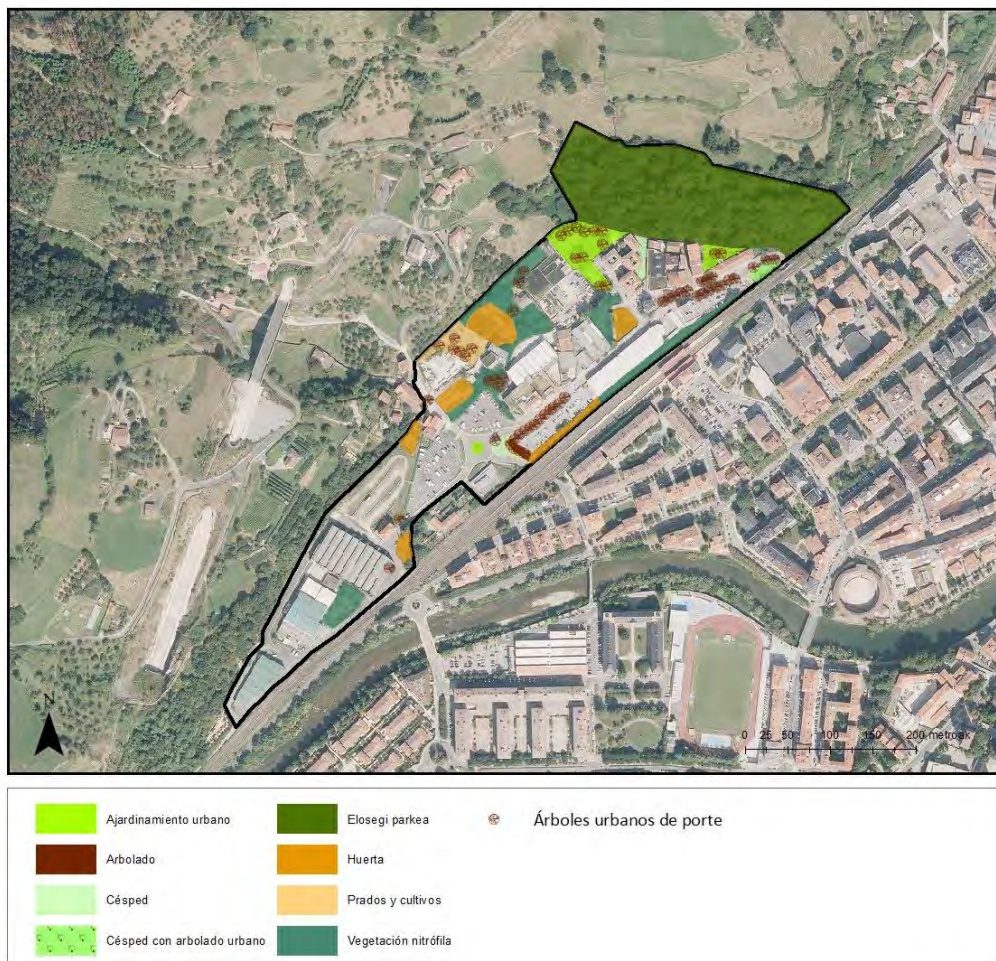 N
0 25 50 100 150 200 metroak
Ajardinamiento urbano
Arbolado
Césped
Césped con arbolado urbano
Elosegi parkea
Huerta
Prados y cultivos
Vegetación nitrófila
Árboles urbanos de porte